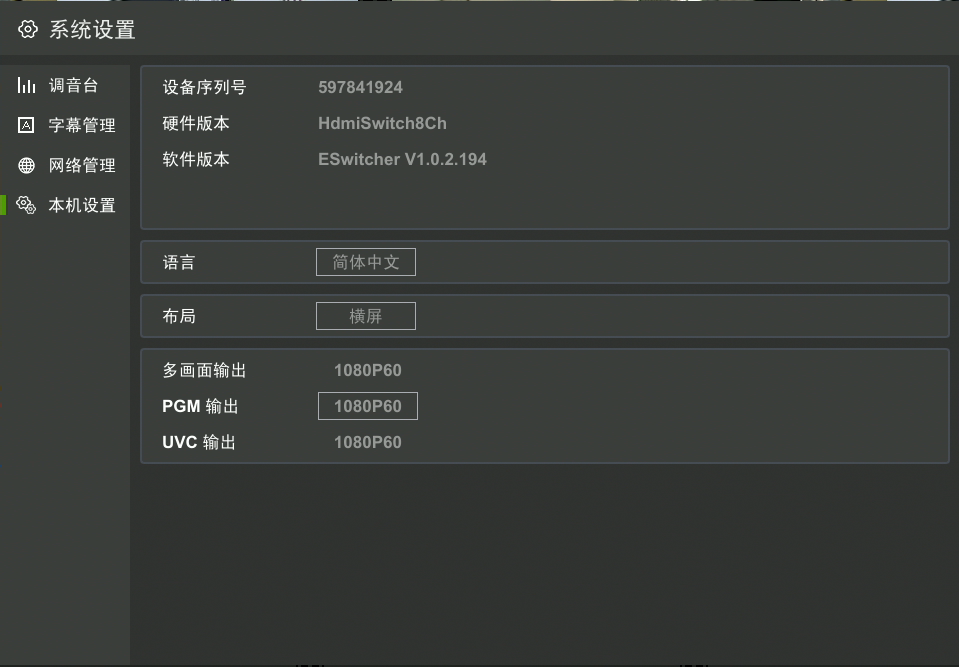 系统设置
调音台
字幕管理
网络管理
本机设置
设备序列号 597841924
硬件版本 HdmiSwitch8Ch
软件版本 ESwitcher V1.0.2.194
语言 简体中文
布局 横屏
多画面输出 1080P60
PGM 输出 1080P60
UVC 输出 1080P60